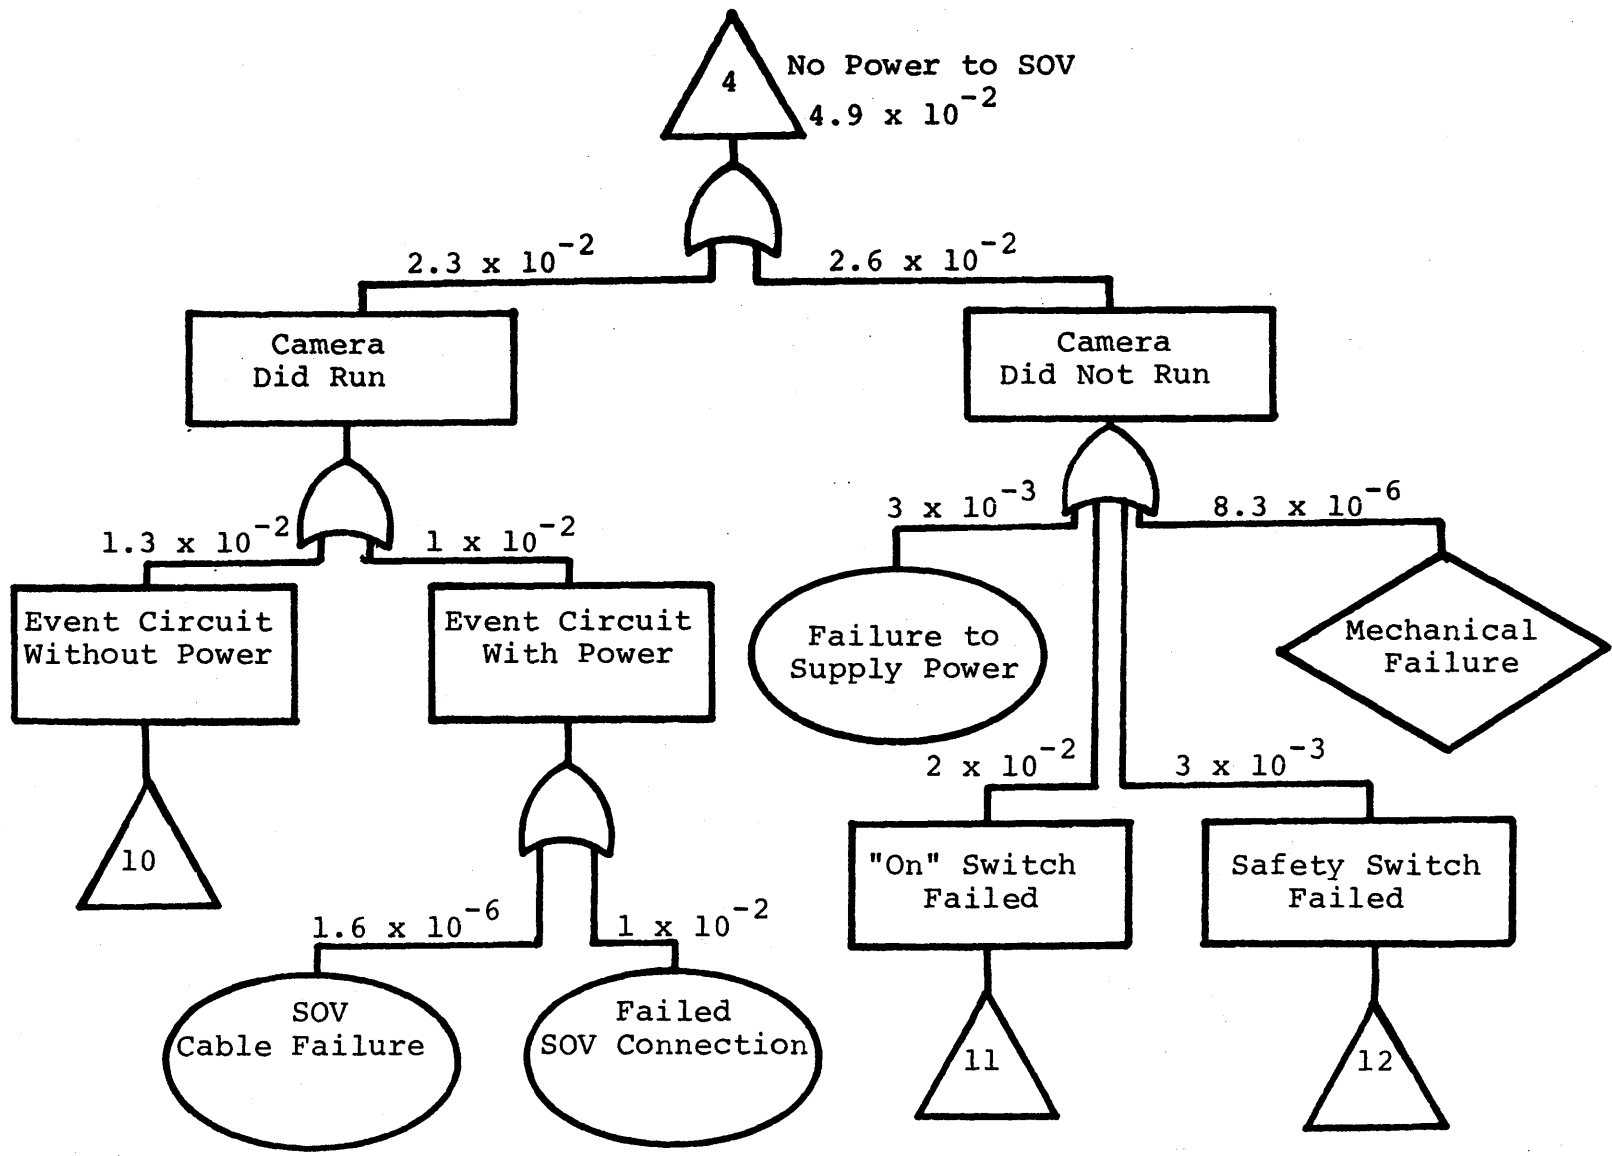 4
No Power to SOV
4.9 x 10⁻²
2.3 x 10⁻²
2.6 x 10⁻²
Camera
Did Run
Camera
Did Not Run
1.3 x 10⁻²
1 x 10⁻²
3 x 10⁻³
8.3 x 10⁻⁶
Event Circuit
Without Power
Event Circuit
With Power
Failure to
Supply Power
Mechanical
Failure
2 x 10⁻²
3 x 10⁻³
10
"On" Switch
Failed
Safety Switch
Failed
1.6 x 10⁻⁶
1 x 10⁻²
SOV
Cable Failure
Failed
SOV Connection
11
12